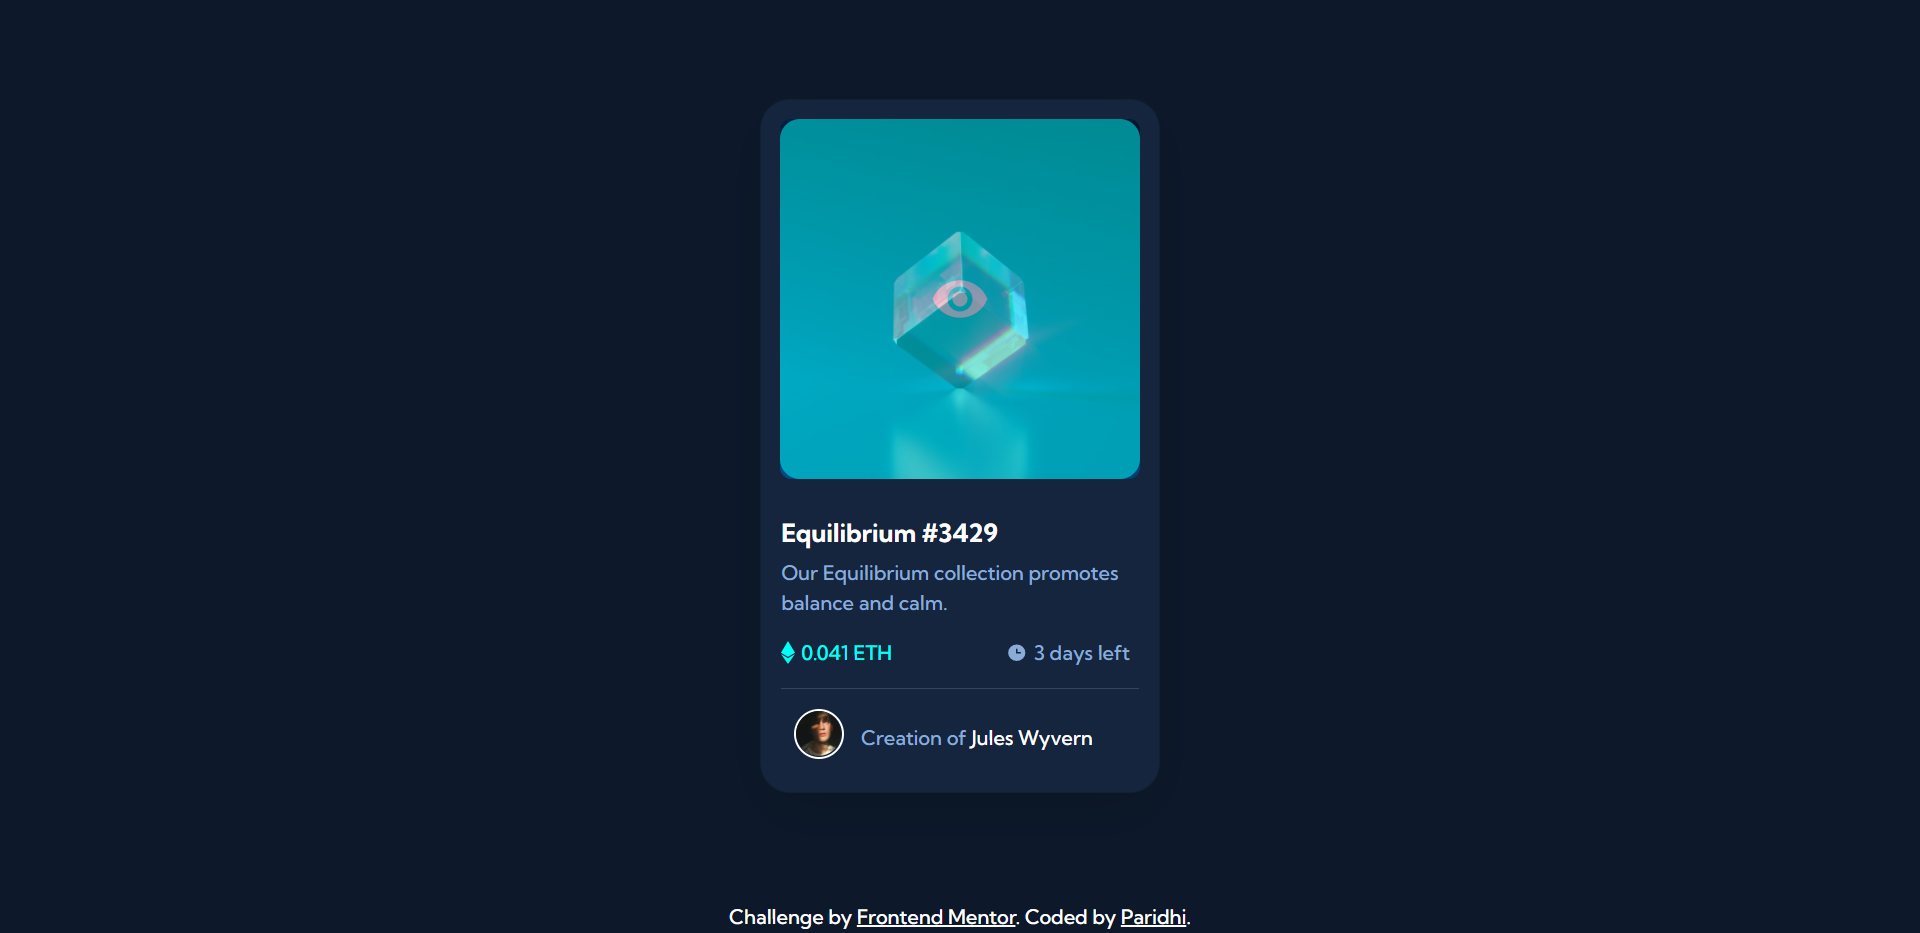 Equilibrium #3429
Our Equilibrium collection promotes
balance and calm.
0.041 ETH
3 days left
Creation of Jules Wyvern
Challenge by Frontend Mentor. Coded by Paridhi.